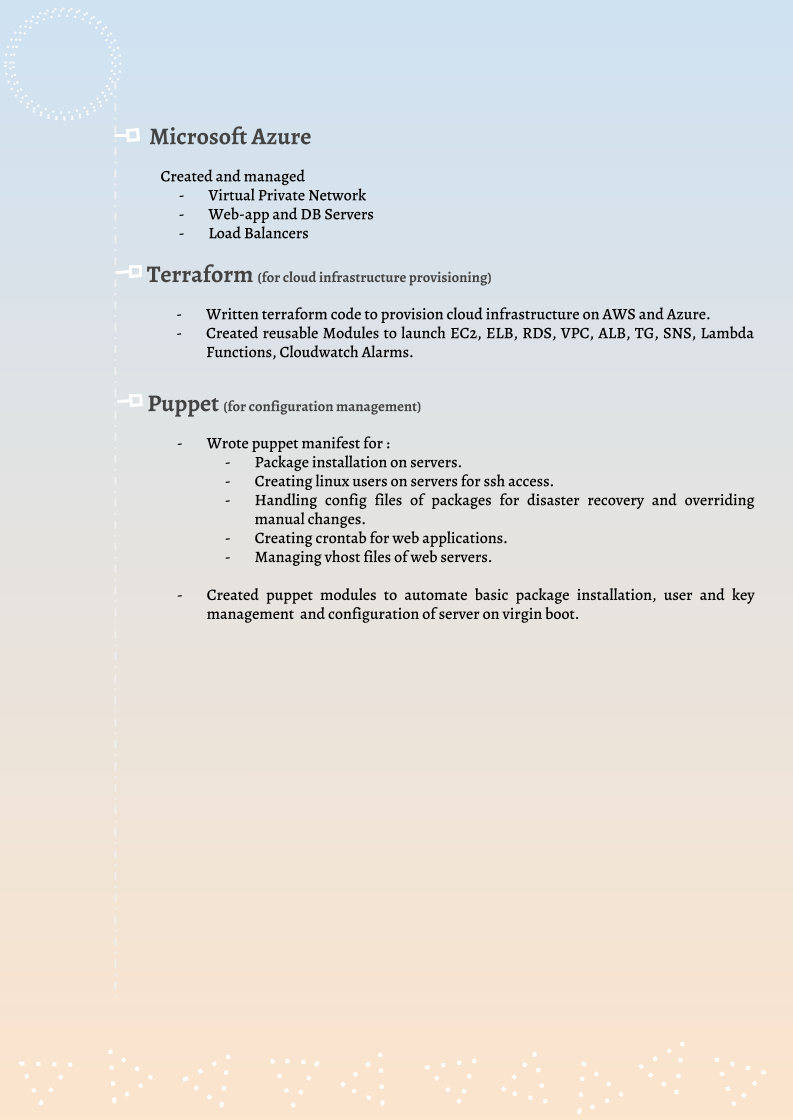 Microsoft Azure
Created and managed
- Virtual Private Network
- Web-app and DB Servers
- Load Balancers
Terraform (for cloud infrastructure provisioning)
- Written terraform code to provision cloud infrastructure on AWS and Azure.
- Created reusable Modules to launch EC2, ELB, RDS, VPC, ALB, TG, SNS, Lambda
Functions, Cloudwatch Alarms.
Puppet (for configuration management)
- Wrote puppet manifest for :
- Package installation on servers.
- Creating linux users on servers for ssh access.
- Handling config files of packages for disaster recovery and overriding
manual changes.
- Creating crontab for web applications.
- Managing vhost files of web servers.
- Created puppet modules to automate basic package installation, user and key
management and configuration of server on virgin boot.